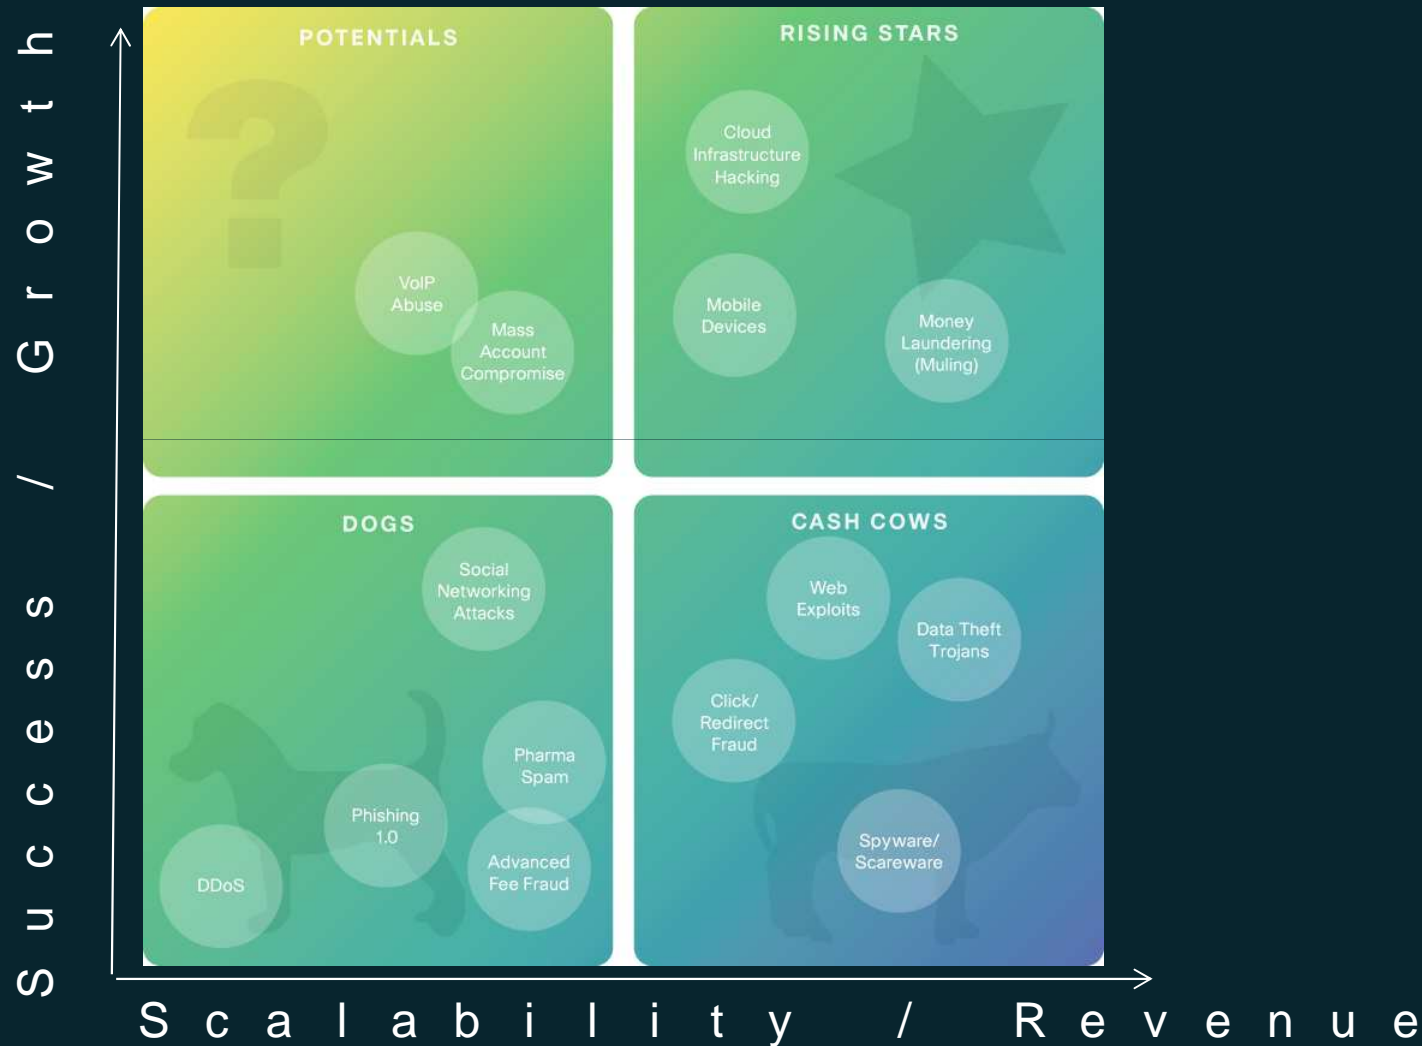 Success / Growth
POTENTIALS
VoIP
Abuse
Mass
Account
Compromise
RISING STARS
Cloud
Infrastructure
Hacking
Mobile
Devices
Money
Laundering
(Muling)
DOGS
Social
Networking
Attacks
Pharma
Spam
Phishing
1.0
Advanced
Fee Fraud
DDoS
CASH COWS
Web
Exploits
Data Theft
Trojans
Click/
Redirect
Fraud
Spyware/
Scareware
Scalability / Revenue